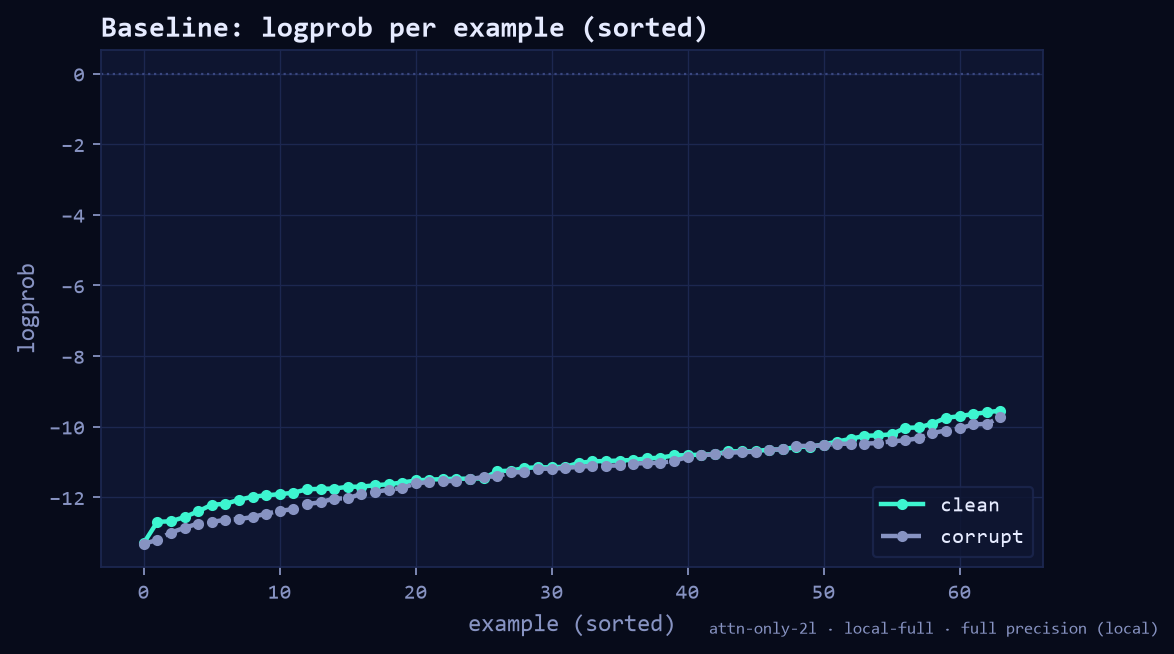 Baseline: logprob per example (sorted)
0
−2
−4
−6
−8
−10
−12
logprob
clean
corrupt
0 10 20 30 40 50 60
example (sorted)
attn-only-2l · local-full · full precision (local)